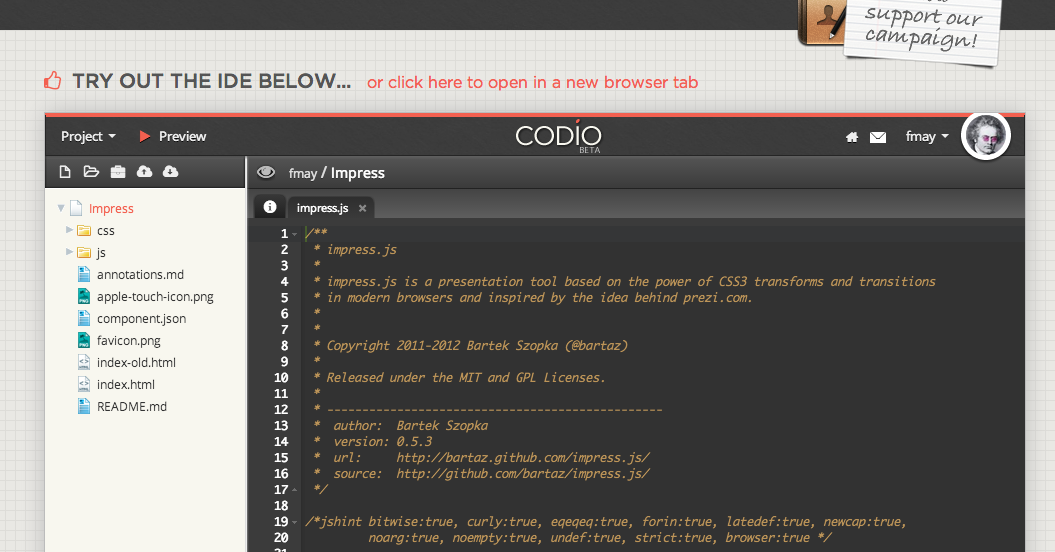 support our
campaign!
TRY OUT THE IDE BELOW... or click here to open in a new browser tab
Project Preview CODIO fmay
BETA
fmay / Impress
Impress
css
js
annotations.md
apple-touch-icon.png
component.json
favicon.png
index-old.html
index.html
README.md
impress.js
1 /**
2 * impress.js
3 *
4 * impress.js is a presentation tool based on the power of CSS3 transforms and transitions
5 * in modern browsers and inspired by the idea behind prezi.com.
6 *
7 *
8 * Copyright 2011-2012 Bartek Szopka (@bartaz)
9 *
10 * Released under the MIT and GPL Licenses.
11 *
12 * ------------------------------------------------
13 * author: Bartek Szopka
14 * version: 0.5.3
15 * url: http://bartaz.github.com/impress.js/
16 * source: http://github.com/bartaz/impress.js/
17 */
18
19 /*jshint bitwise:true, curly:true, eqeqeq:true, forin:true, latedef:true, newcap:true,
20 noarg:true, noempty:true, undef:true, strict:true, browser:true */